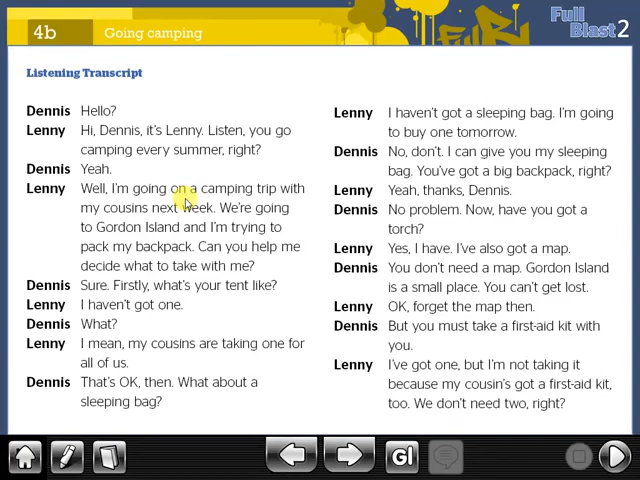 4b
Going camping
Full
Blast 2
Listening Transcript
Dennis Hello?
Lenny Hi, Dennis, it's Lenny. Listen, you go
camping every summer, right?
Dennis Yeah.
Lenny Well, I'm going on a camping trip with
my cousins next week. We're going
to Gordon Island and I'm trying to
pack my backpack. Can you help me
decide what to take with me?
Dennis Sure. Firstly, what's your tent like?
Lenny I haven't got one.
Dennis What?
Lenny I mean, my cousins are taking one for
all of us.
Dennis That's OK, then. What about a
sleeping bag?
Lenny I haven't got a sleeping bag. I'm going
to buy one tomorrow.
Dennis No, don't. I can give you my sleeping
bag. You've got a big backpack, right?
Lenny Yeah, thanks, Dennis.
Dennis No problem. Now, have you got a
torch?
Lenny Yes, I have. I've also got a map.
Dennis You don't need a map. Gordon Island
is a small place. You can't get lost.
Lenny OK, forget the map then.
Dennis But you must take a first-aid kit with
you.
Lenny I've got one, but I'm not taking it
because my cousin's got a first-aid kit,
too. We don't need two, right?
Gl